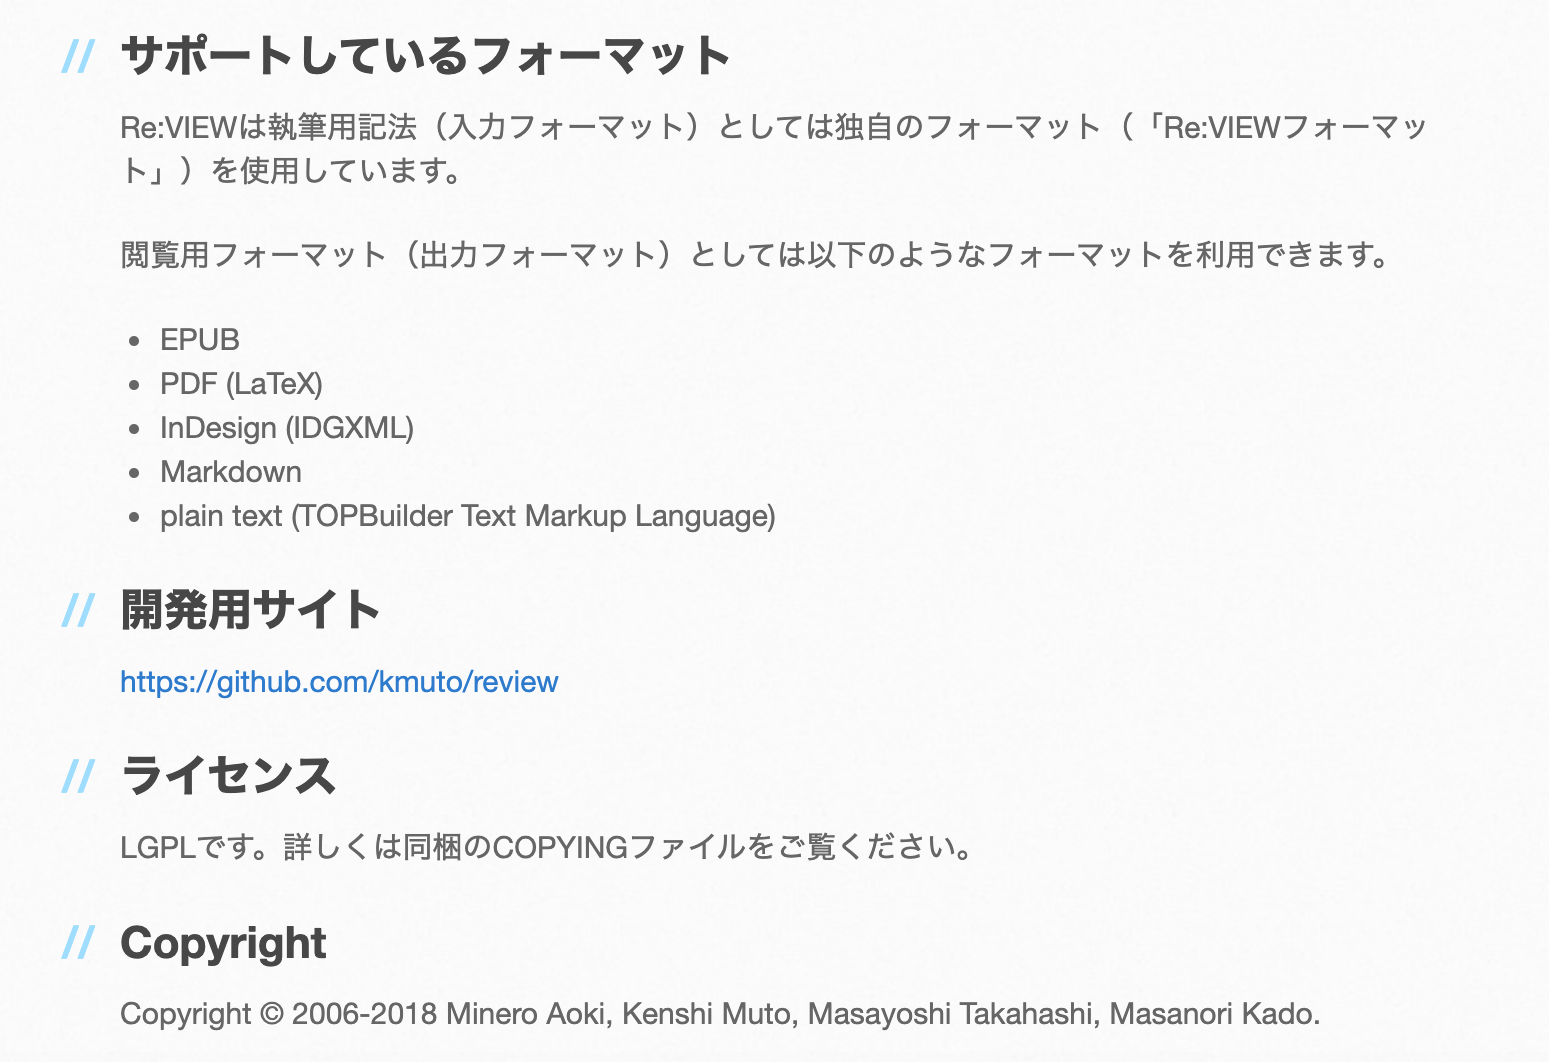 // サポートしているフォーマット
Re:VIEWは執筆用記法（入力フォーマット）としては独自のフォーマット（「Re:VIEWフォーマッ
ト」）を使用しています。
閲覧用フォーマット（出力フォーマット）としては以下のようなフォーマットを利用できます。
• EPUB
• PDF (LaTeX)
• InDesign (IDGXML)
• Markdown
• plain text (TOPBuilder Text Markup Language)
// 開発用サイト
https://github.com/kmuto/review
// ライセンス
LGPLです。詳しくは同梱のCOPYINGファイルをご覧ください。
// Copyright
Copyright © 2006-2018 Minero Aoki, Kenshi Muto, Masayoshi Takahashi, Masanori Kado.